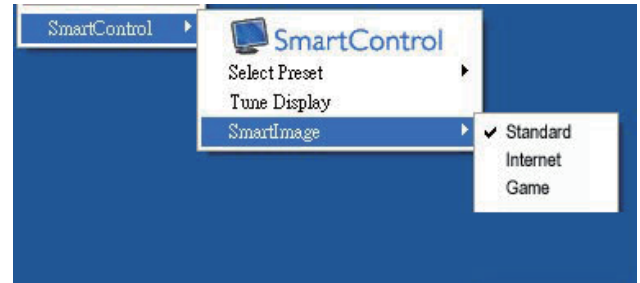 SmartControl
SmartControl
Select Preset
Tune Display
SmartImage
Standard
Internet
Game